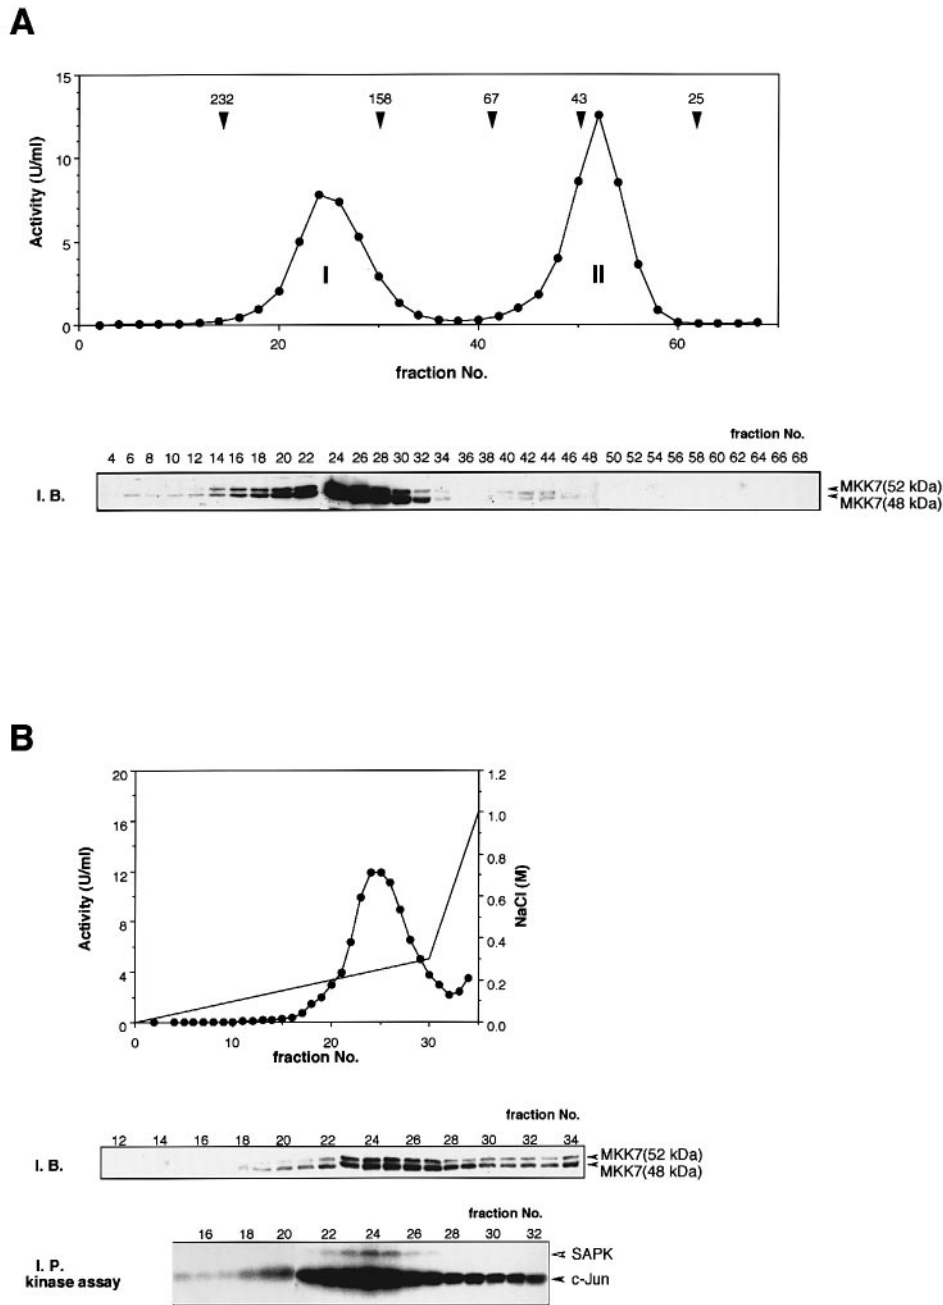 A
15
232 158 67 43 25
10
Activity (U/ml)
5
I II
0
0 20 40 60
fraction No.
fraction No.
4 6 8 10 12 14 16 18 20 22 24 26 28 30 32 34 36 38 40 42 44 46 48 50 52 54 56 58 60 62 64 66 68
I. B.
MKK7(52 kDa)
MKK7(48 kDa)
B
20 1.2
16 1.0
12 0.8
Activity (U/ml)
0.6
NaCl (M)
8 0.4
4 0.2
0 0.0
0 10 20 30
fraction No.
fraction No.
12 14 16 18 20 22 24 26 28 30 32 34
I. B.
MKK7(52 kDa)
MKK7(48 kDa)
fraction No.
16 18 20 22 24 26 28 30 32
I. P.
kinase assay
SAPK
c-Jun